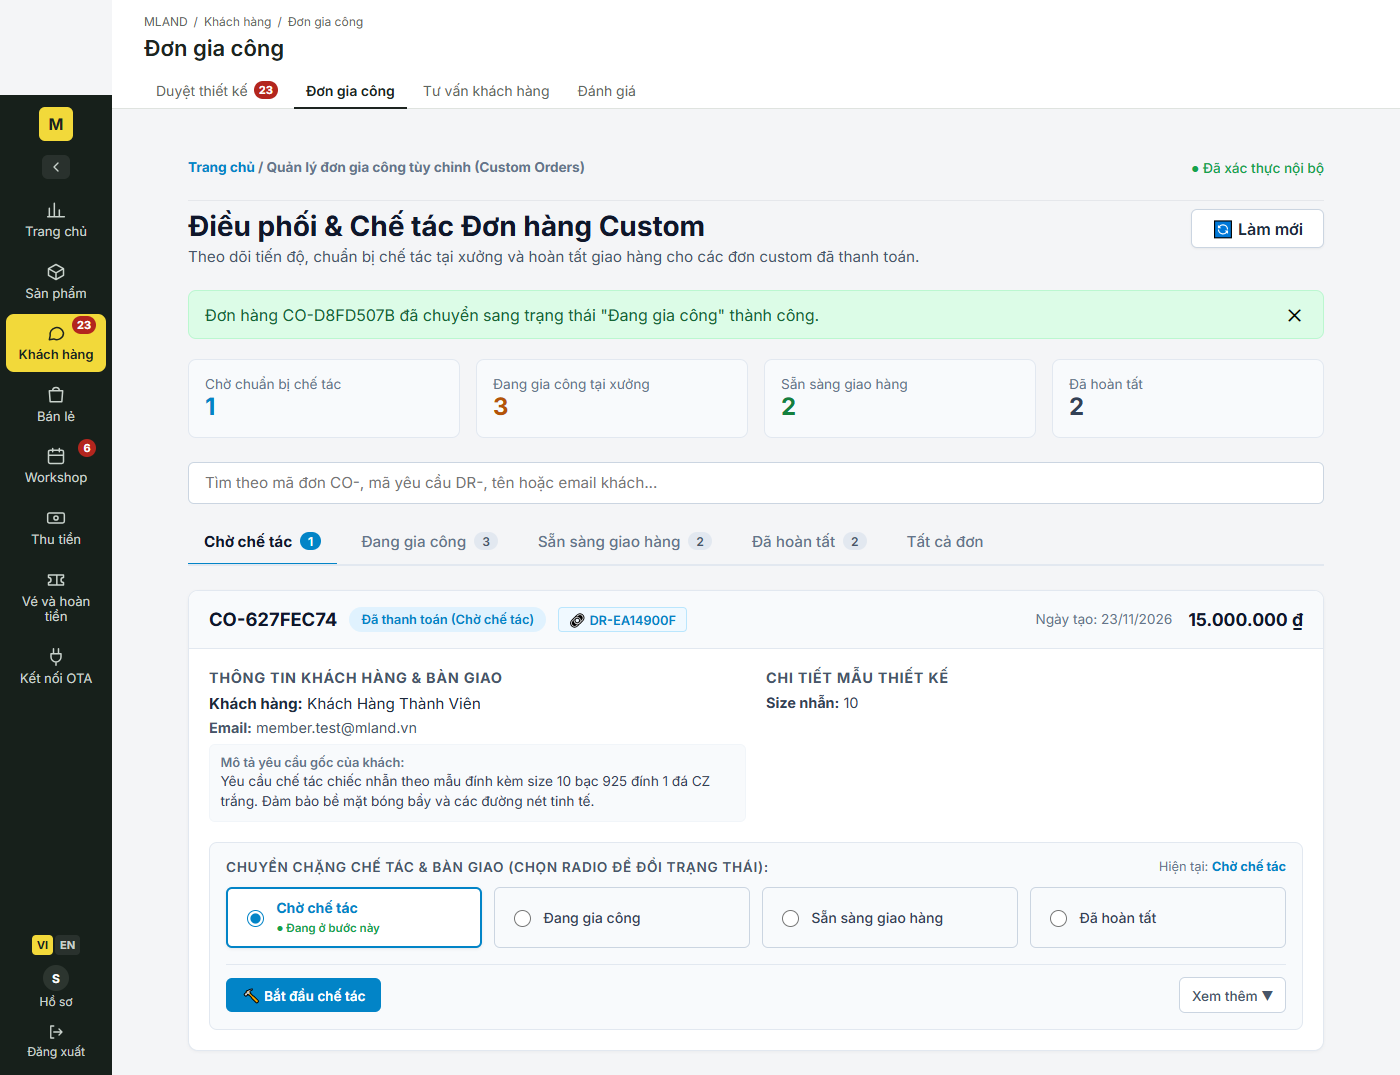 MLAND / Khách hàng / Đơn gia công
Đơn gia công
Duyệt thiết kế 23
Đơn gia công
Tư vấn khách hàng
Đánh giá
M
Trang chủ
Sản phẩm
23
Khách hàng
Bán lẻ
6
Workshop
Thu tiền
Vé và hoàn
tiền
Kết nối OTA
VI EN
S
Hồ sơ
Đăng xuất
Trang chủ / Quản lý đơn gia công tùy chỉnh (Custom Orders)
● Đã xác thực nội bộ
Điều phối & Chế tác Đơn hàng Custom
Làm mới
Theo dõi tiến độ, chuẩn bị chế tác tại xưởng và hoàn tất giao hàng cho các đơn custom đã thanh toán.
Đơn hàng CO-D8FD507B đã chuyển sang trạng thái "Đang gia công" thành công.
Chờ chuẩn bị chế tác
1
Đang gia công tại xưởng
3
Sẵn sàng giao hàng
2
Đã hoàn tất
2
Tìm theo mã đơn CO-, mã yêu cầu DR-, tên hoặc email khách...
Chờ chế tác 1
Đang gia công 3
Sẵn sàng giao hàng 2
Đã hoàn tất 2
Tất cả đơn
CO-627FEC74
Đã thanh toán (Chờ chế tác)
DR-EA14900F
Ngày tạo: 23/11/2026
15.000.000 ₫
THÔNG TIN KHÁCH HÀNG & BÀN GIAO
Khách hàng: Khách Hàng Thành Viên
Email: member.test@mland.vn
Mô tả yêu cầu gốc của khách:
Yêu cầu chế tác chiếc nhẫn theo mẫu đính kèm size 10 bạc 925 đính 1 đá CZ
trắng. Đảm bảo bề mặt bóng bẩy và các đường nét tinh tế.
CHI TIẾT MẪU THIẾT KẾ
Size nhẫn: 10
CHUYỂN CHẶNG CHẾ TÁC & BÀN GIAO (CHỌN RADIO ĐỂ ĐỔI TRẠNG THÁI):
Hiện tại: Chờ chế tác
Chờ chế tác
● Đang ở bước này
Đang gia công
Sẵn sàng giao hàng
Đã hoàn tất
Bắt đầu chế tác
Xem thêm ▼